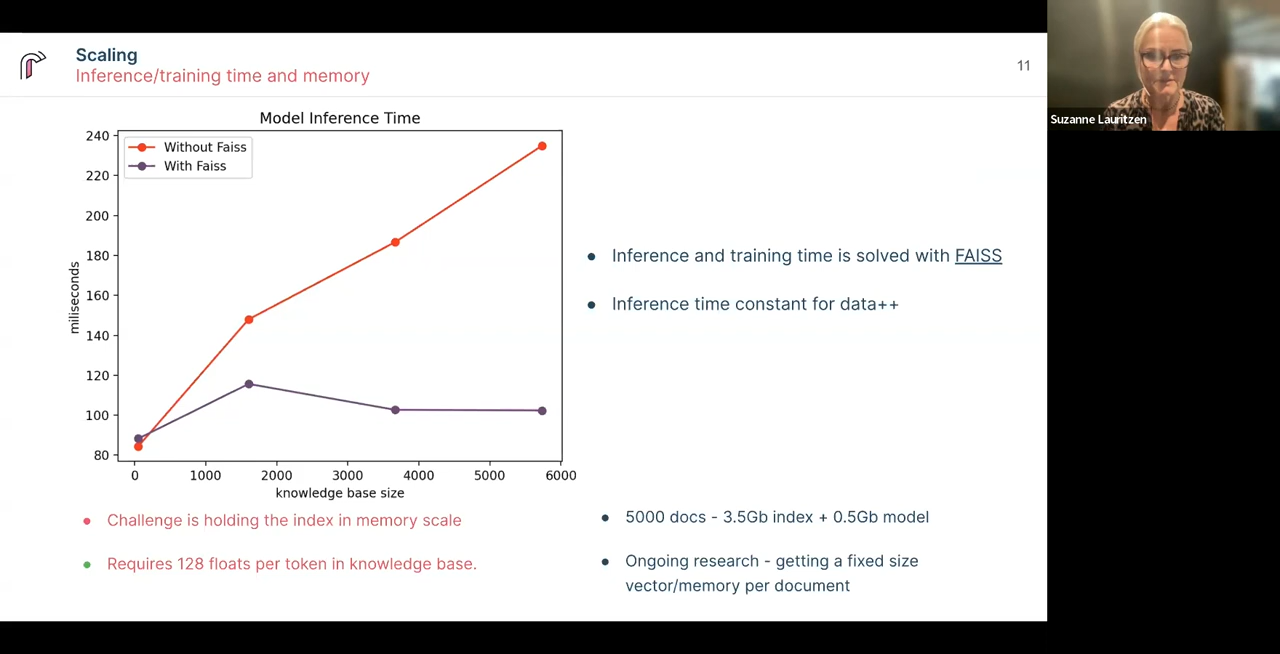 Scaling
Inference/training time and memory
11
Suzanne Lauritzen
Model Inference Time
Without Faiss
With Faiss
240
220
200
180
160
140
120
100
80
miliseconds
0 1000 2000 3000 4000 5000 6000
knowledge base size
Inference and training time is solved with FAISS
Inference time constant for data++
Challenge is holding the index in memory scale
Requires 128 floats per token in knowledge base.
5000 docs - 3.5Gb index + 0.5Gb model
Ongoing research - getting a fixed size
vector/memory per document